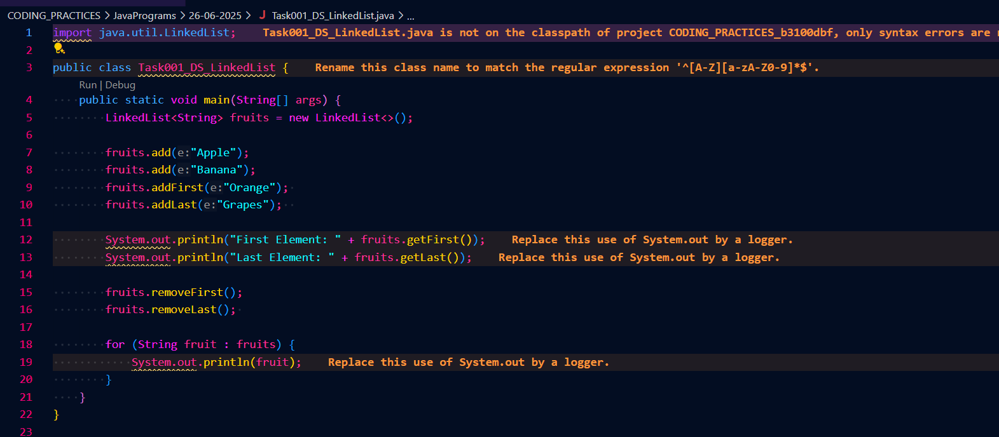 CODING_PRACTICES > JavaPrograms > 26-06-2025 > J Task001_DS_LinkedList.java > ...
1 import java.util.LinkedList; Task001_DS_LinkedList.java is not on the classpath of project CODING_PRACTICES_b3100dbf, only syntax errors are
2
3 public class Task001_DS_LinkedList { Rename this class name to match the regular expression '^[A-Z][a-zA-Z0-9]*$'.
Run | Debug
4 public static void main(String[] args) {
5 LinkedList<String> fruits = new LinkedList<>();
6
7 fruits.add(e:"Apple");
8 fruits.add(e:"Banana");
9 fruits.addFirst(e:"Orange");
10 fruits.addLast(e:"Grapes");
11
12 System.out.println("First Element: " + fruits.getFirst()); Replace this use of System.out by a logger.
13 System.out.println("Last Element: " + fruits.getLast()); Replace this use of System.out by a logger.
14
15 fruits.removeFirst();
16 fruits.removeLast();
17
18 for (String fruit : fruits) {
19 System.out.println(fruit); Replace this use of System.out by a logger.
20 }
21 }
22 }
23